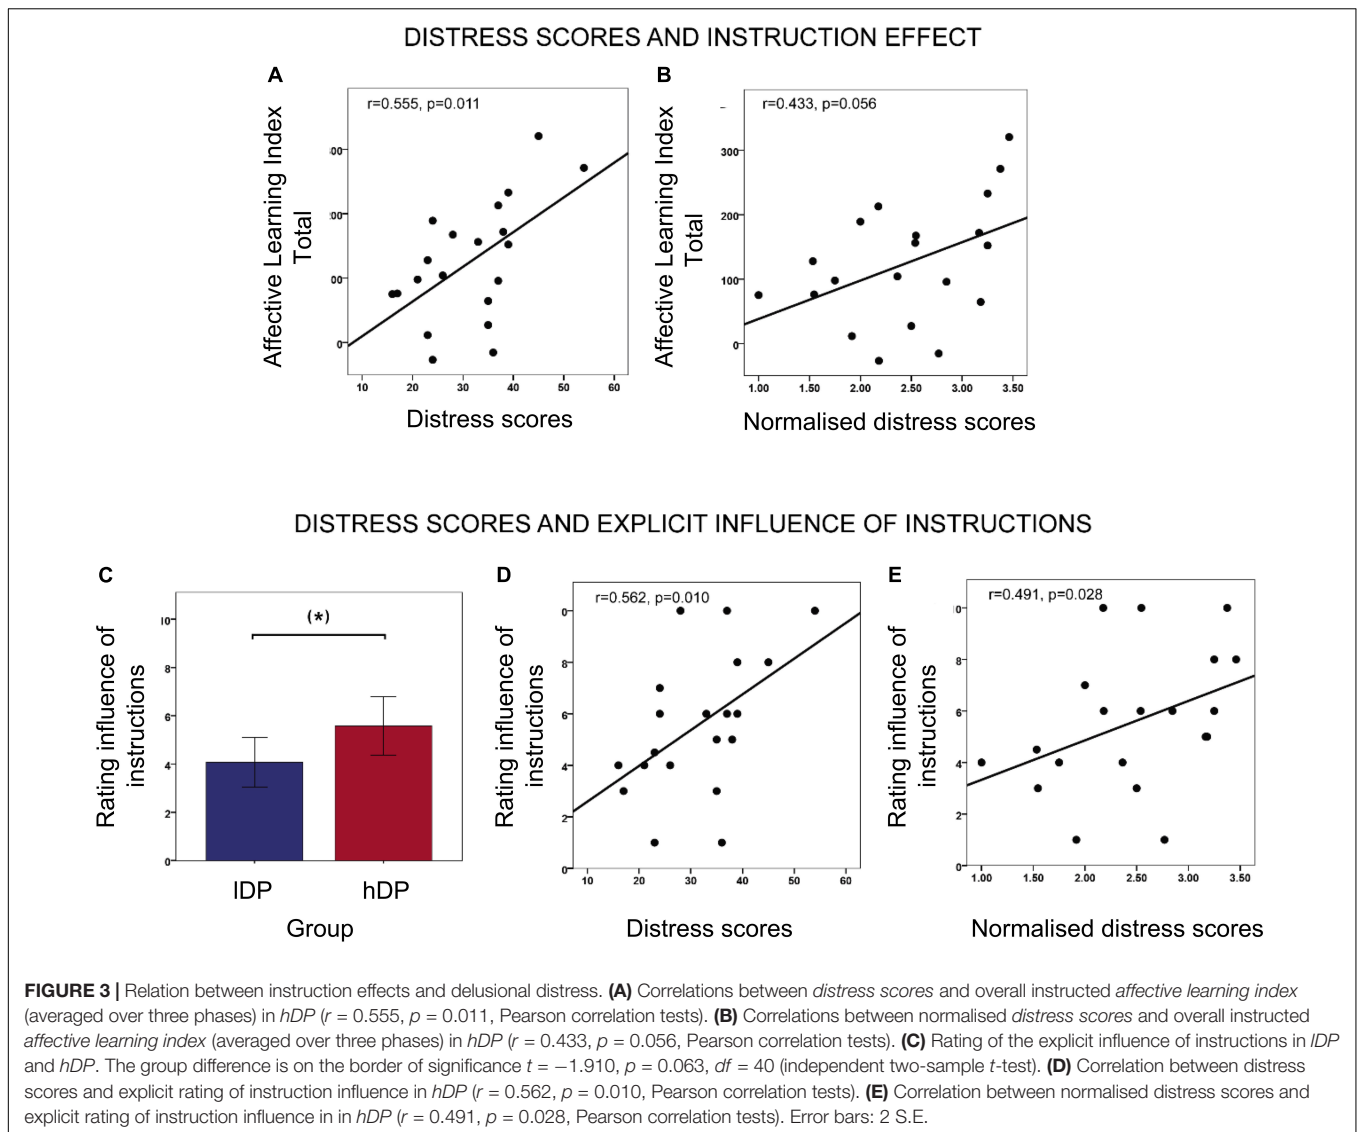 DISTRESS SCORES AND INSTRUCTION EFFECT
A
B
r=0.555, p=0.011
r=0.433, p=0.056
Affective Learning Index
Total
00
00
00
0
10 20 30 40 50 60
Distress scores
Affective Learning Index
Total
300
200
100
0
1.00 1.50 2.00 2.50 3.00 3.50
Normalised distress scores
DISTRESS SCORES AND EXPLICIT INFLUENCE OF INSTRUCTIONS
C
D
E
Rating influence of
instructions
10
8
6
4
2
0
(*)
lDP hDP
Group
r=0.562, p=0.010
Rating influence of
instructions
0
8
6
4
2
0
10 20 30 40 50 60
Distress scores
r=0.491, p=0.028
Rating influence of
instructions
0
8
6
4
2
0
1.00 1.50 2.00 2.50 3.00 3.50
Normalised distress scores
FIGURE 3 | Relation between instruction effects and delusional distress. (A) Correlations between distress scores and overall instructed affective learning index
(averaged over three phases) in hDP (r = 0.555, p = 0.011, Pearson correlation tests). (B) Correlations between normalised distress scores and overall instructed
affective learning index (averaged over three phases) in hDP (r = 0.433, p = 0.056, Pearson correlation tests). (C) Rating of the explicit influence of instructions in lDP
and hDP. The group difference is on the border of significance t = −1.910, p = 0.063, df = 40 (independent two-sample t-test). (D) Correlation between distress
scores and explicit rating of instruction influence in hDP (r = 0.562, p = 0.010, Pearson correlation tests). (E) Correlation between normalised distress scores and
explicit rating of instruction influence in in hDP (r = 0.491, p = 0.028, Pearson correlation tests). Error bars: 2 S.E.